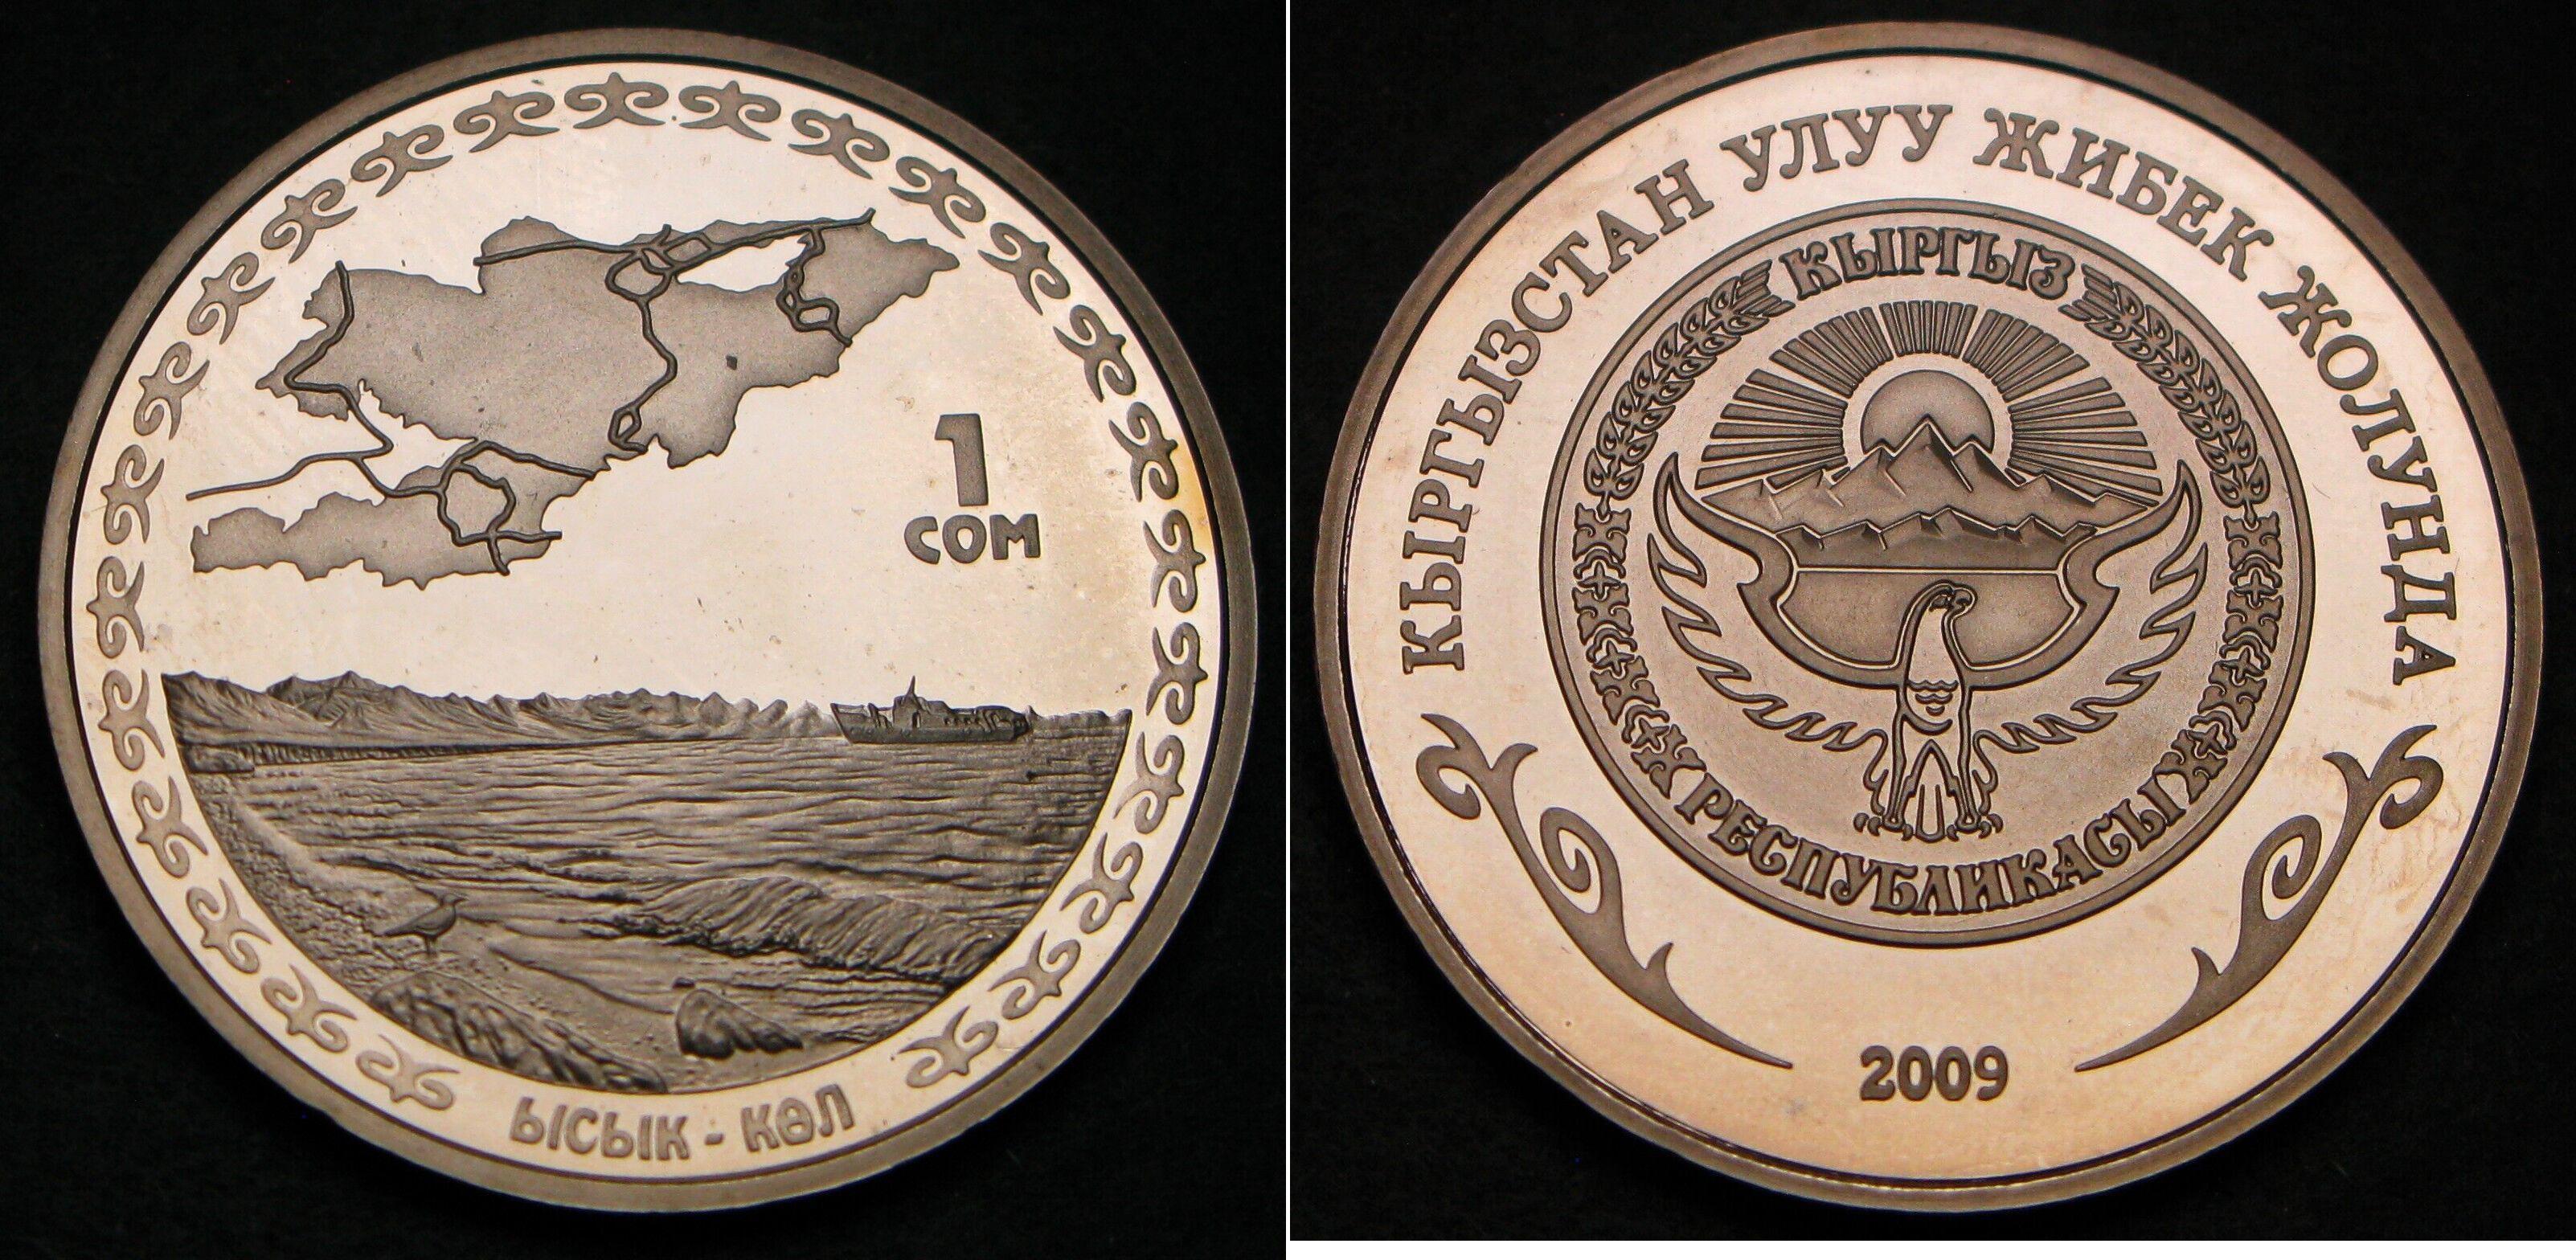 1
СОМ
ЫСЫК - КӨЛ
КЫРГЫЗСТАН УЛУУ ЖИБЕК ЖОЛУНДА
КЫРГЫЗ
РЕСПУБЛИКАСЫ
2009